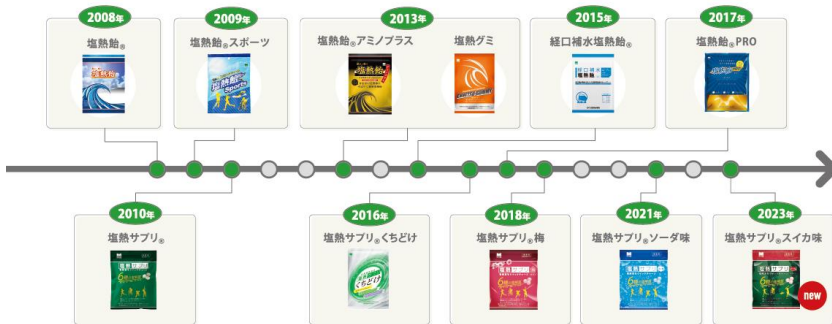 2008年
塩熱飴®
2009年
塩熱飴®スポーツ
2013年
塩熱飴®アミノプラス
塩熱グミ
2015年
経口補水塩熱飴®
2017年
塩熱飴®PRO
2010年
塩熱サプリ®
2016年
塩熱サプリ®くちどけ
2018年
塩熱サプリ®梅
2021年
塩熱サプリ®ソーダ味
2023年
塩熱サプリ®スイカ味
new